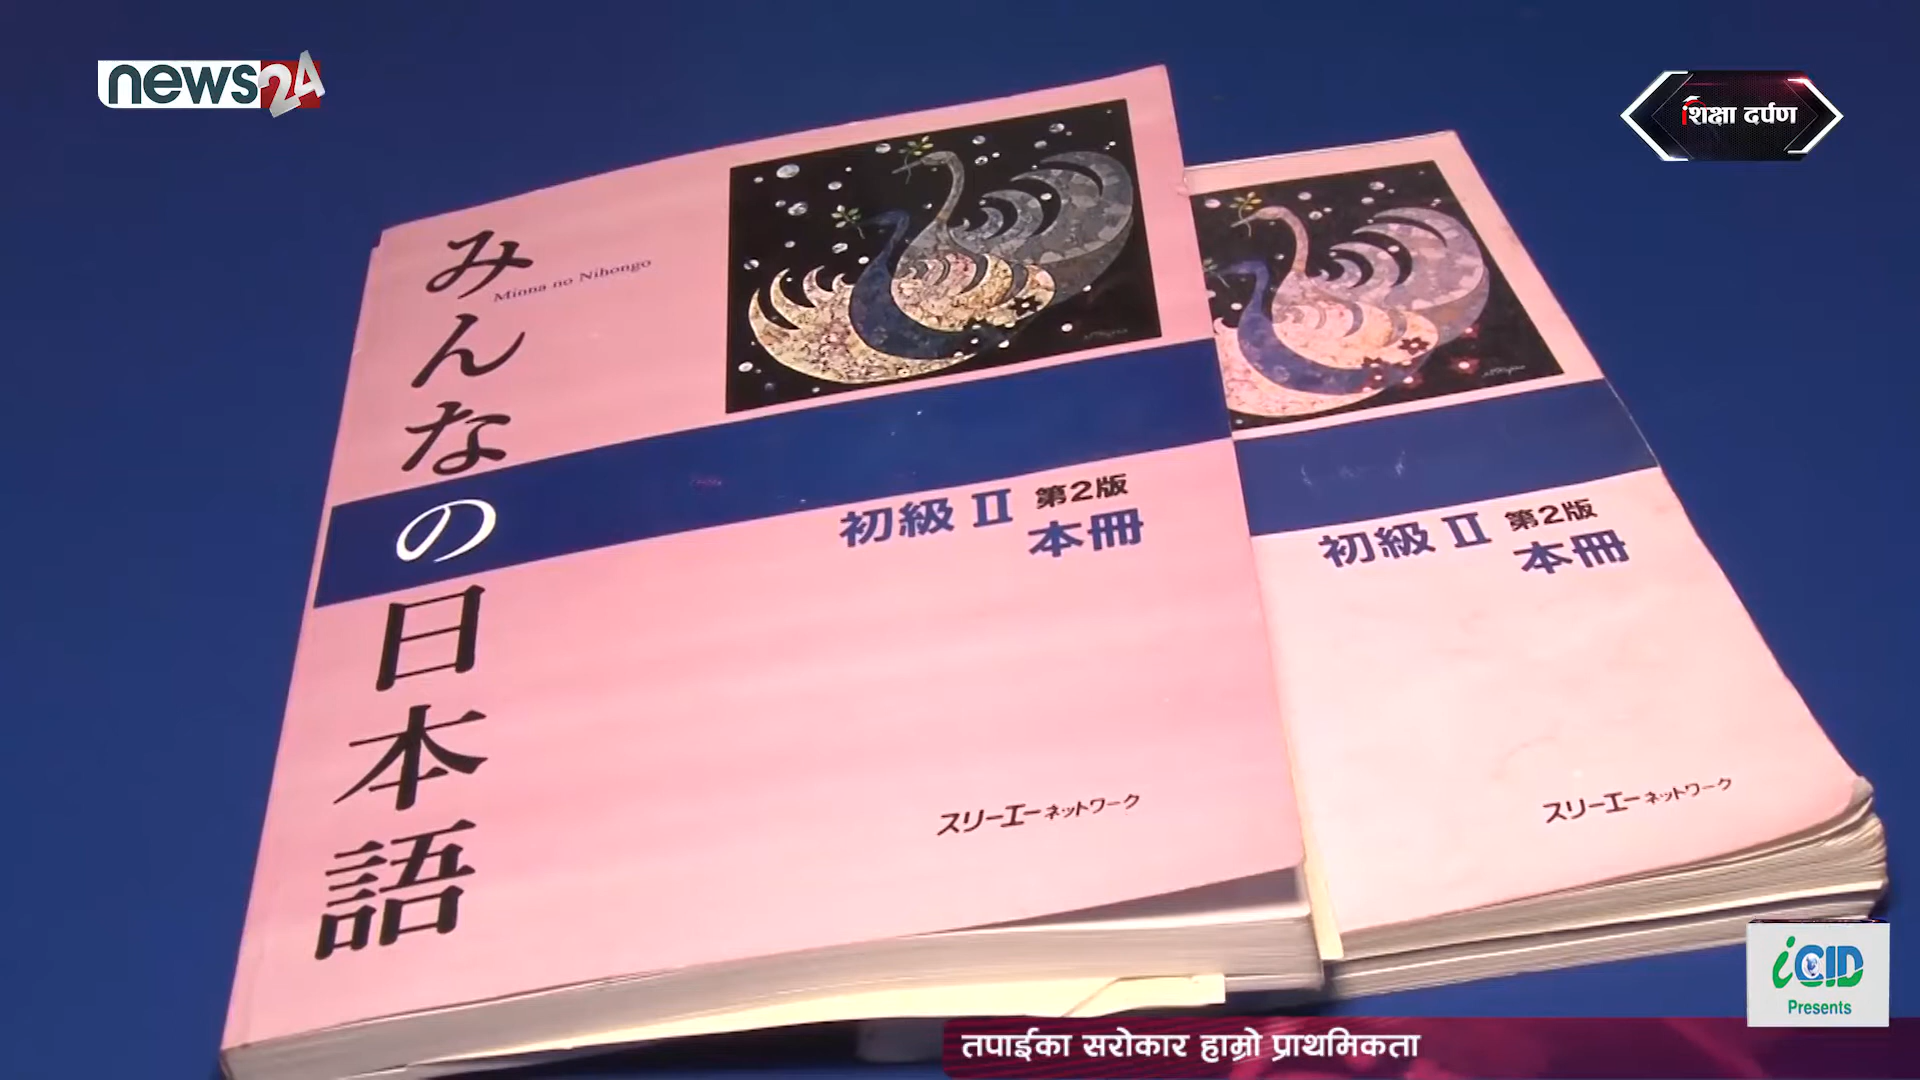 news24
शिक्षा दर्पण
みんなの日本語
Minna no Nihongo
初級 II 第2版
本冊
スリーエーネットワーク
初級 II 第2版
本冊
スリーエーネットワーク
iCID
Presents
तपाईका सरोकार हाम्रो प्राथमिकता